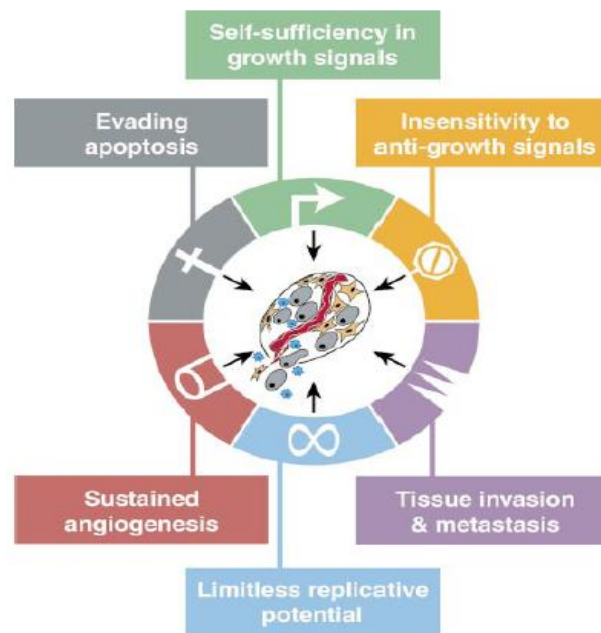 Self-sufficiency in
growth signals
Evading
apoptosis
Insensitivity to
anti-growth signals
Sustained
angiogenesis
Tissue invasion
& metastasis
Limitless replicative
potential